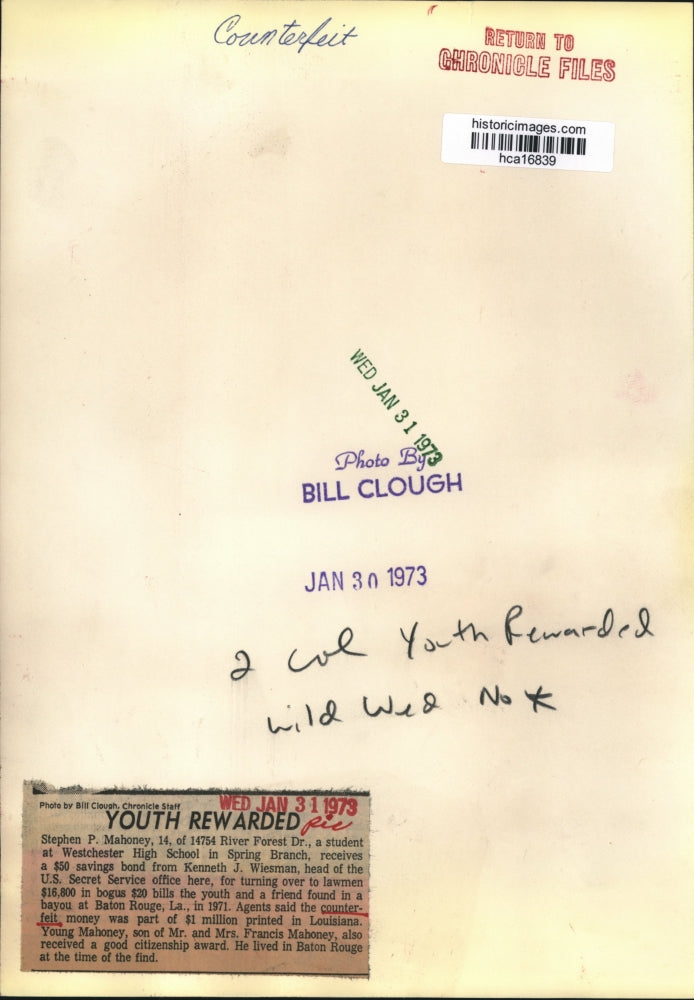 Counterfeit
RETURN TO
CHRONICLE FILES
historicimages.com
hca16839
WED JAN 31 1973
Photo By
BILL CLOUGH
JAN 30 1973
2 col Youth Rewarded
wild Wed No *
Photo by Bill Clough, Chronicle Staff
WED JAN 31 1973
YOUTH REWARDED pic
Stephen P. Mahoney, 14, of 14754 River Forest Dr., a student
at Westchester High School in Spring Branch, receives
a $50 savings bond from Kenneth J. Wiesman, head of the
U.S. Secret Service office here, for turning over to lawmen
$16,800 in bogus $20 bills the youth and a friend found in a
bayou at Baton Rouge, La., in 1971. Agents said the counter-
feit money was part of $1 million printed in Louisiana.
Young Mahoney, son of Mr. and Mrs. Francis Mahoney, also
received a good citizenship award. He lived in Baton Rouge
at the time of the find.